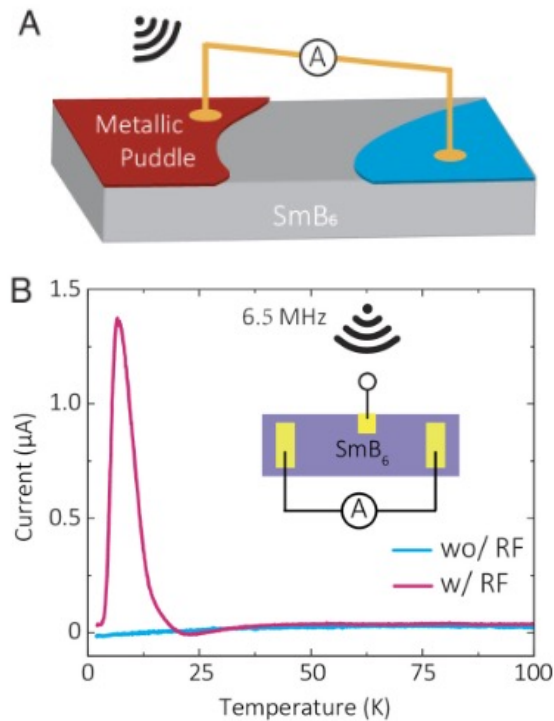 A
A
Metallic
Puddle
SmB₆
B
1.5
1.0
0.5
0
Current (μA)
6.5 MHz
SmB₆
A
wo/ RF
w/ RF
0
25
50
75
100
Temperature (K)